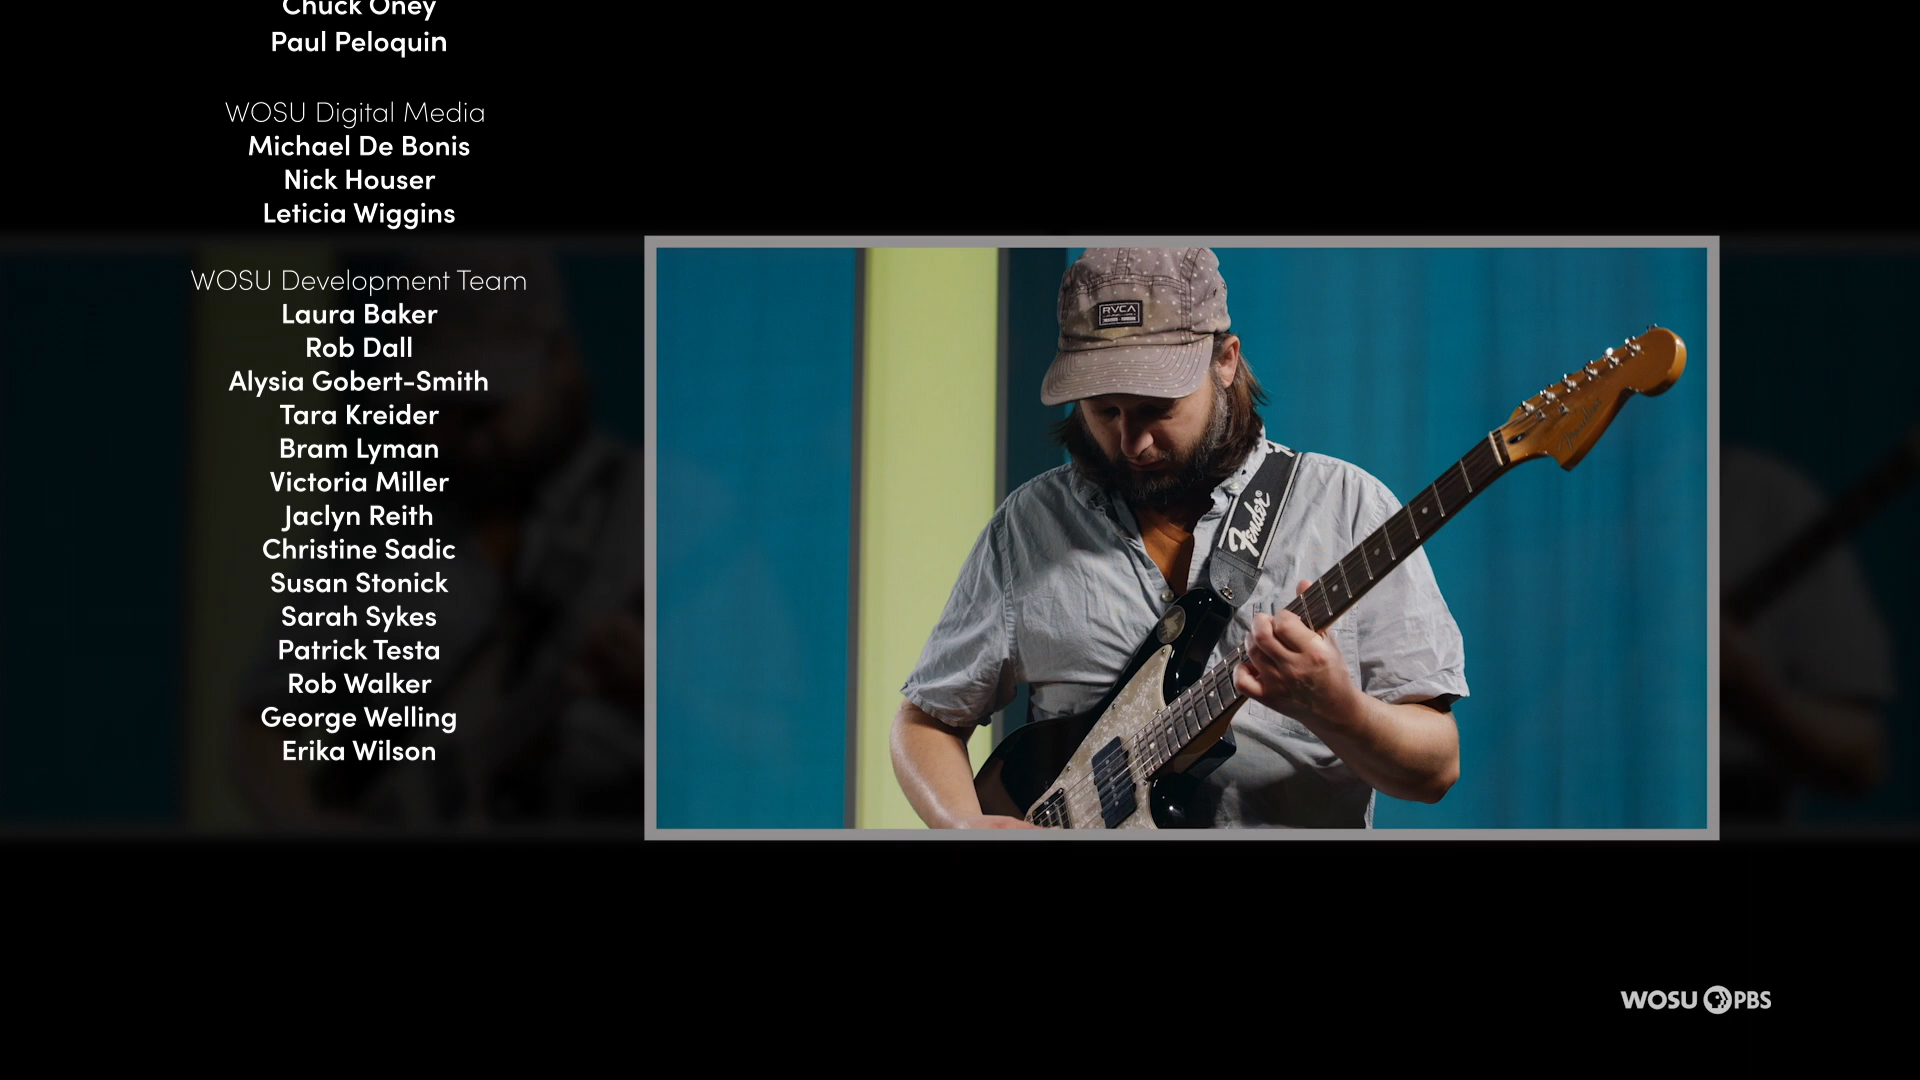 Chuck Oney
Paul Peloquin
WOSU Digital Media
Michael De Bonis
Nick Houser
Leticia Wiggins
WOSU Development Team
Laura Baker
Rob Dall
Alysia Gobert-Smith
Tara Kreider
Bram Lyman
Victoria Miller
Jaclyn Reith
Christine Sadic
Susan Stonick
Sarah Sykes
Patrick Testa
Rob Walker
George Welling
Erika Wilson
RVCA
Fender
WOSU PBS